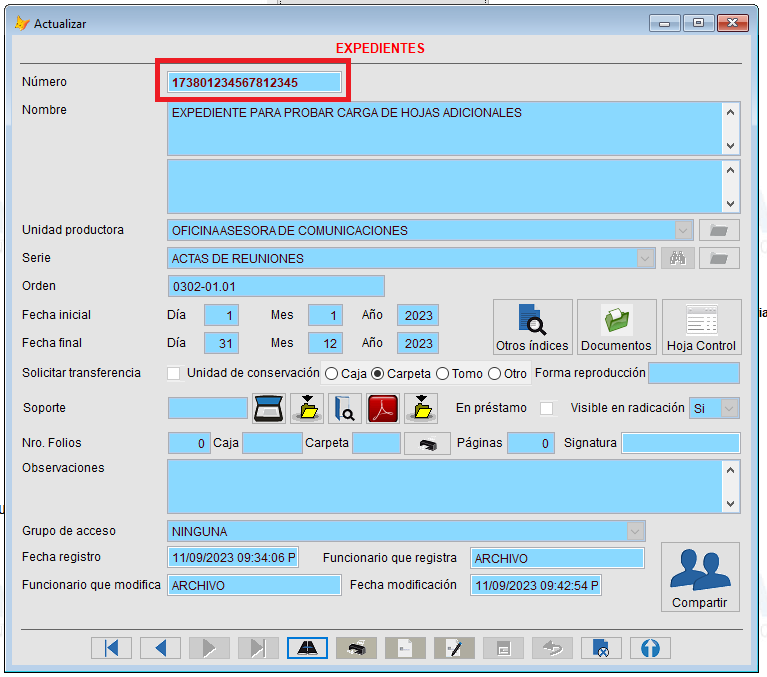 Actualizar
EXPEDIENTES
Número 173801234567812345
Nombre EXPEDIENTE PARA PROBAR CARGA DE HOJAS ADICIONALES
Unidad productora OFICINA ASESORA DE COMUNICACIONES
Serie ACTAS DE REUNIONES
Orden 0302-01.01
Fecha inicial Día 1 Mes 1 Año 2023
Fecha final Día 31 Mes 12 Año 2023
Otros índices Documentos Hoja Control
Solicitar transferencia Unidad de conservación Caja Carpeta Tomo Otro Forma reproducción
Soporte En préstamo Visible en radicación Si
Nro. Folios 0 Caja Carpeta Páginas 0 Signatura
Observaciones
Grupo de acceso NINGUNA
Fecha registro 11/09/2023 09:34:06 P Funcionario que registra ARCHIVO
Funcionario que modifica ARCHIVO Fecha modificación 11/09/2023 09:42:54 P
Compartir